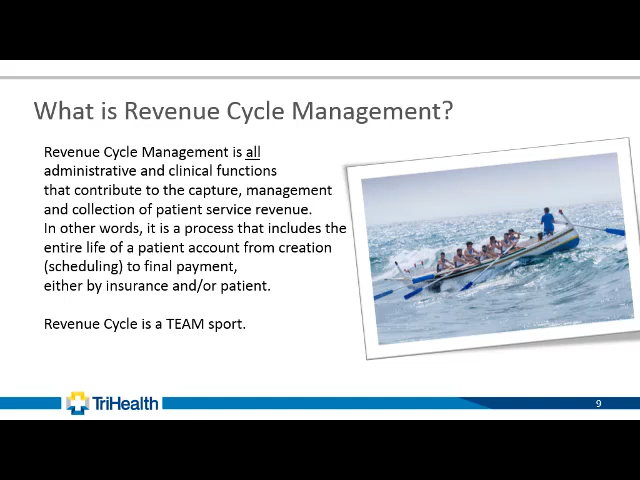 What is Revenue Cycle Management?
Revenue Cycle Management is all
administrative and clinical functions
that contribute to the capture, management
and collection of patient service revenue.
In other words, it is a process that includes the
entire life of a patient account from creation
(scheduling) to final payment,
either by insurance and/or patient.
Revenue Cycle is a TEAM sport.
TriHealth
9